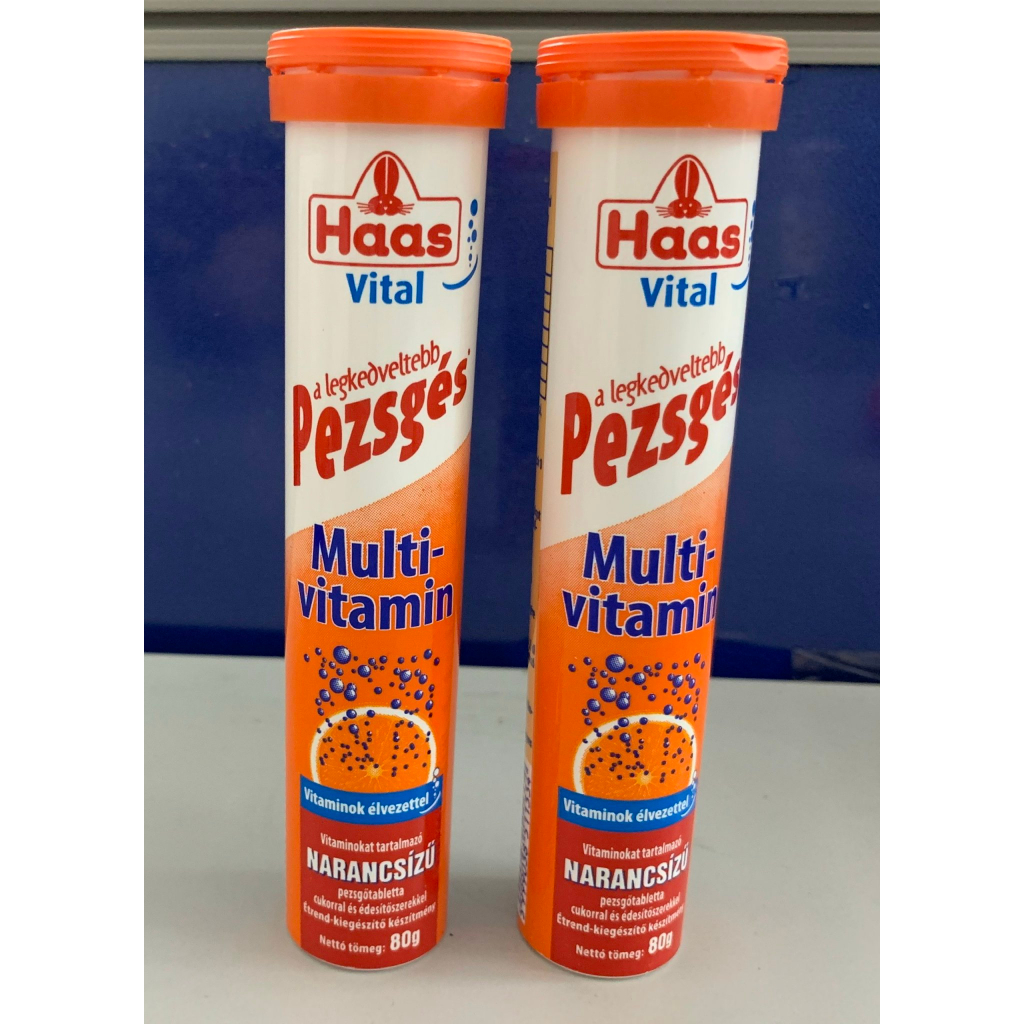 Haas
Vital
a legkedveltebb
Pezsgés*
Multi-
vitamin
Vitaminok élvezettel
Vitaminokat tartalmazó
NARANCSÍZŰ
pezsgőtabletta
cukorral és édesítőszerekkel
Étrend-kiegészítő készítmény
Nettó tömeg: 80g
Haas
Vital
a legkedveltebb
Pezsgés
Multi-
vitamin
Vitaminok élvezettel
Vitaminokat tartalmazó
NARANCSÍZŰ
pezsgőtabletta
cukorral és édesítőszerekkel
Étrend-kiegészítő készítmény
Nettó tömeg: 80g